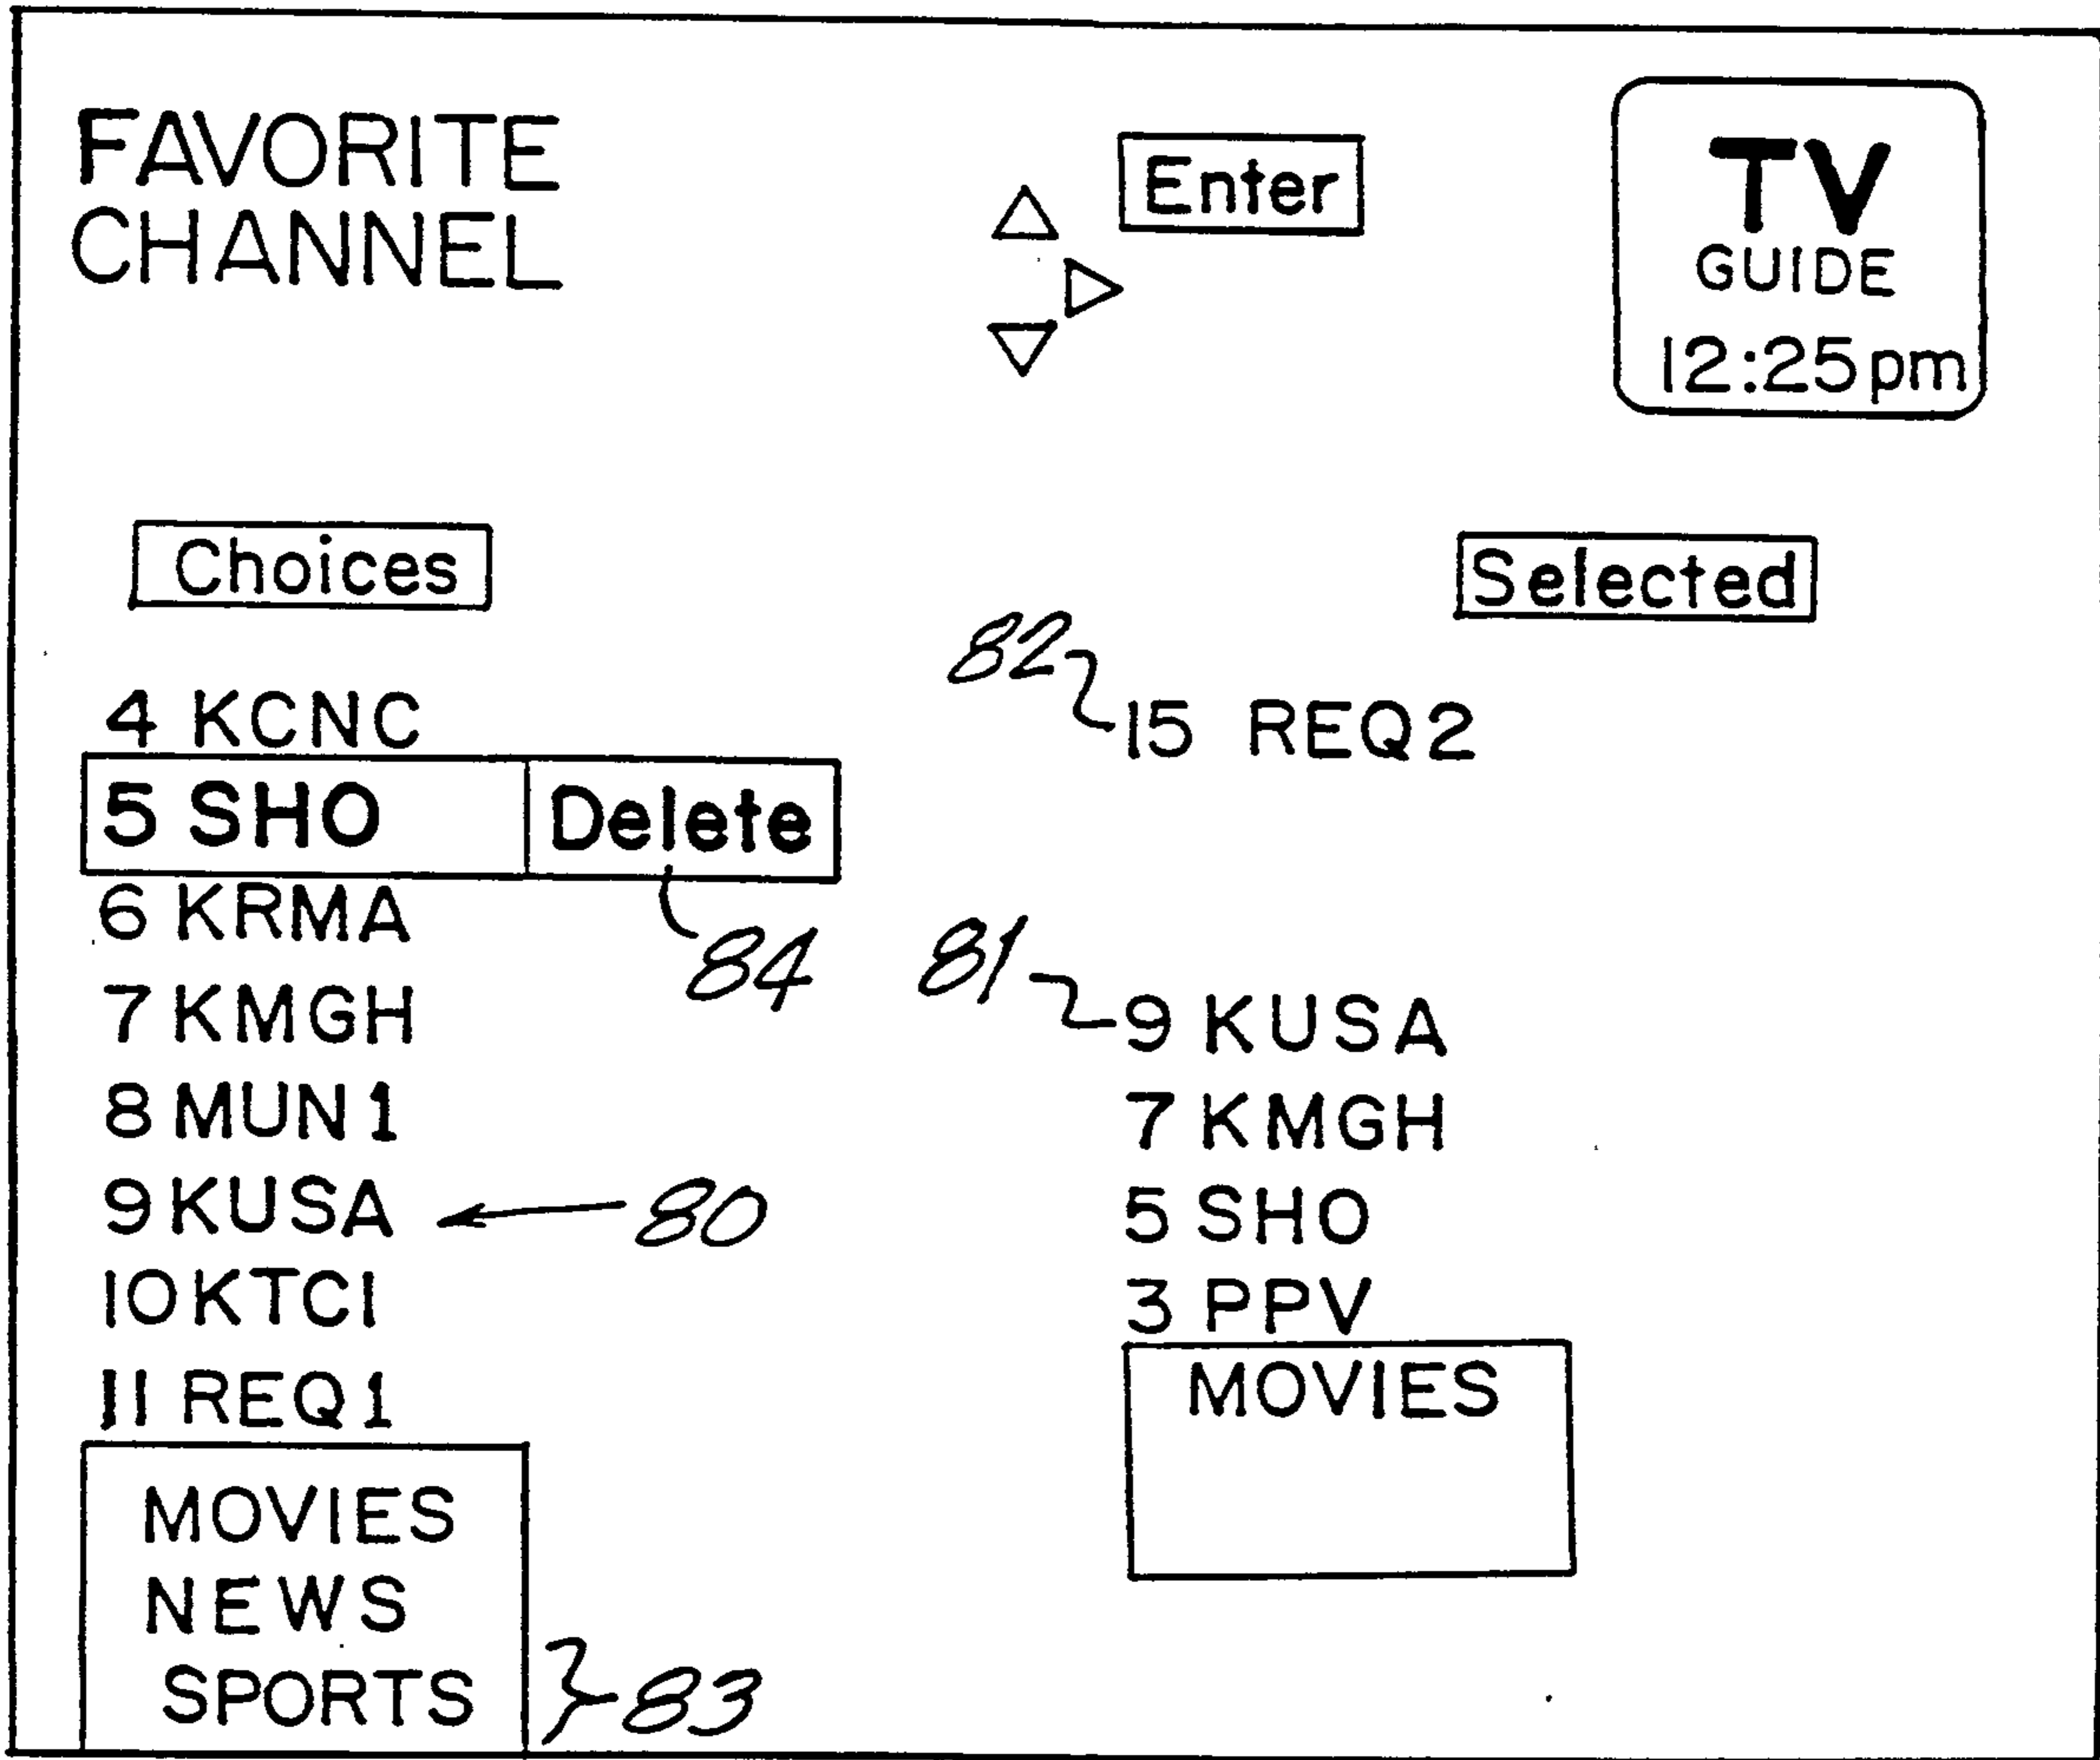 FAVORITE
CHANNEL
Enter
TV
GUIDE
12:25pm
Choices
Selected
4 KCNC
5 SHO Delete
6 KRMA
84
7 KMGH
8 MUN1
9 KUSA
80
10 KTCI
11 REQ1
MOVIES
NEWS
SPORTS
83
82
15 REQ2
81
9 KUSA
7 KMGH
5 SHO
3 PPV
MOVIES